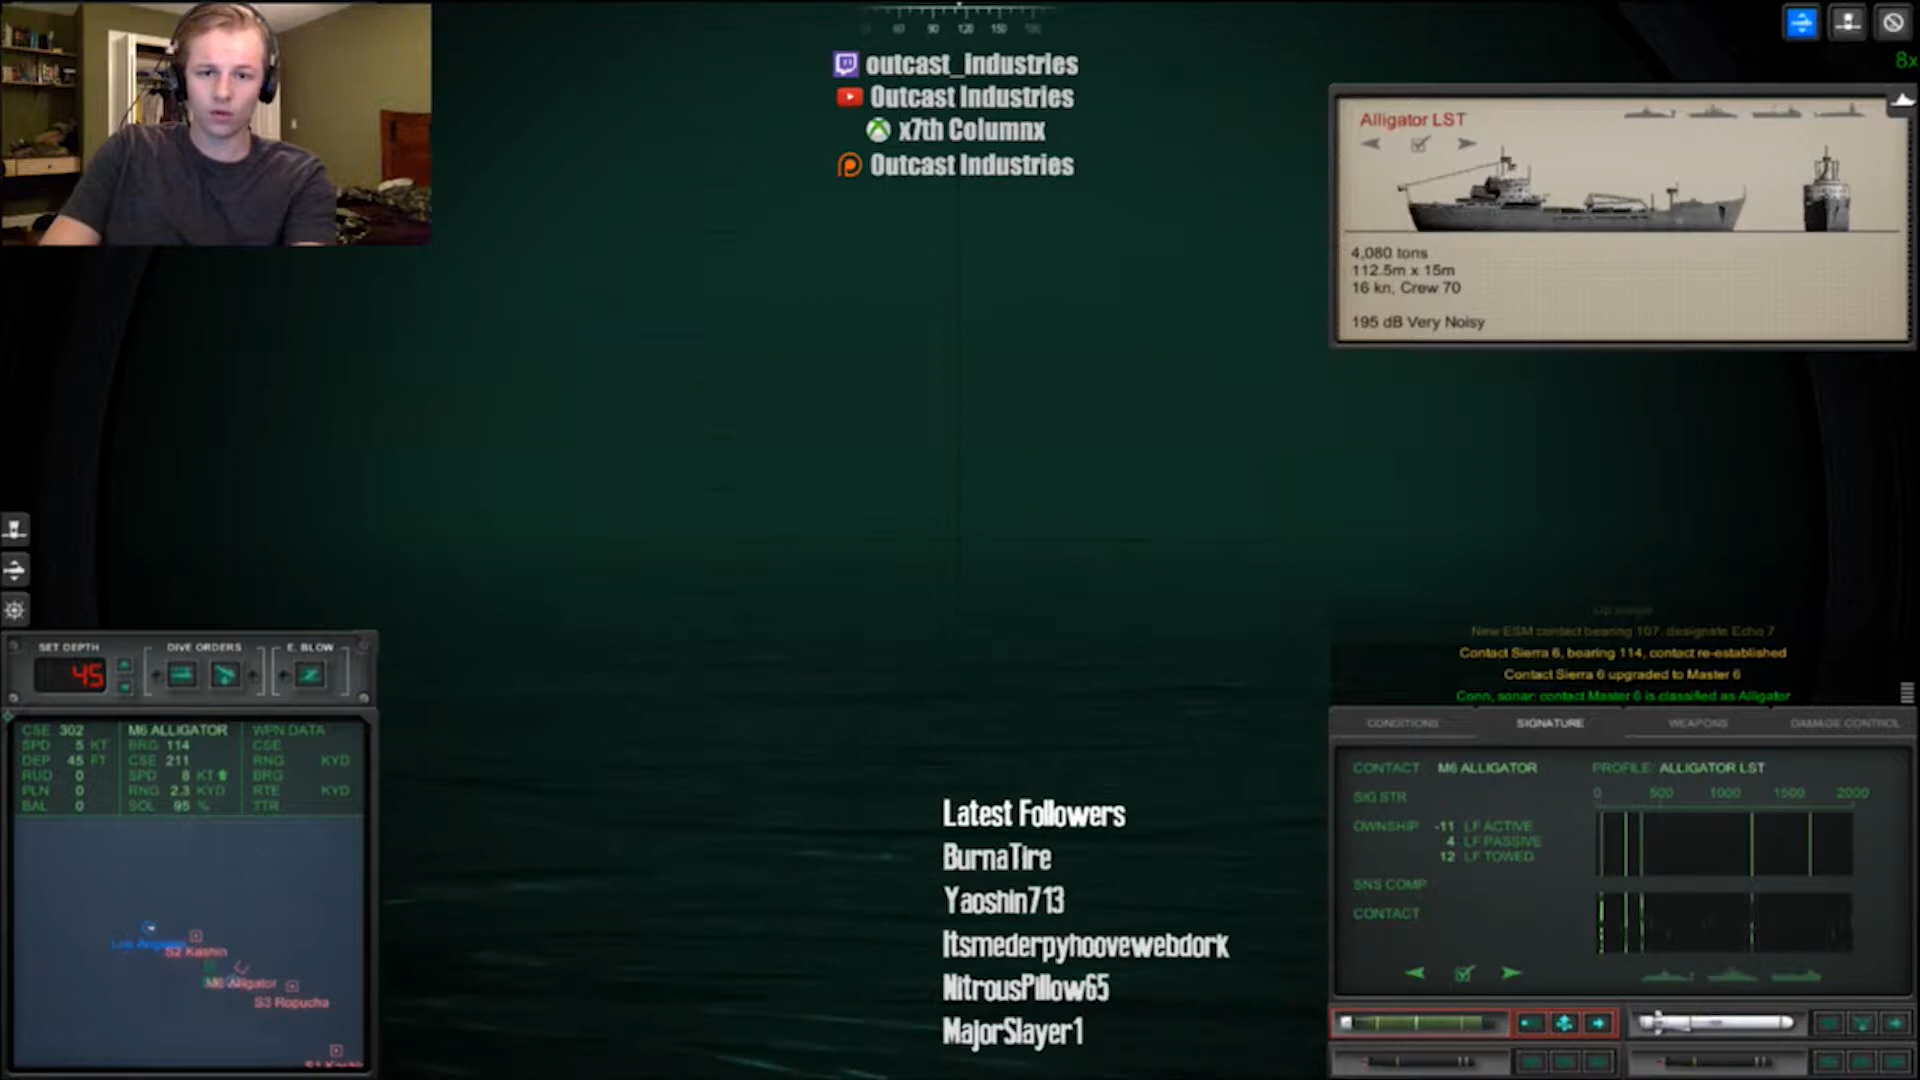 60 90 120 150 180
outcast_industries
Outcast Industries
x7th Columnx
Outcast Industries
8x
Alligator LST
4,080 tons
112.5m x 15m
16 kn, Crew 70
195 dB Very Noisy
New ESM contact bearing 107, designate Echo 7
Contact Sierra 6, bearing 114, contact re-established
Contact Sierra 6 upgraded to Master 6
Conn, sonar: contact Master 6 is classified as Alligator
SET DEPTH
45
DIVE ORDERS
E. BLOW
CSE 302
SPD 5 KT
DEP 45 FT
RUD 0
PLN 0
BAL 0
M6 ALLIGATOR
BRG 114
CSE 211
SPD 8 KT
RNG 2.3 KYD
SOL 95 %
WPN DATA
CSE
RNG KYD
BRG
RTE KYD
TTR
S2 Kashin
M6 Alligator
S3 Ropucha
Latest Followers
BurnaTire
Yaoshin713
Itsmederpyhoovewebdork
NitrousPillow65
MajorSlayer1
CONDITIONS
SIGNATURE
WEAPONS
DAMAGE CONTROL
CONTACT M6 ALLIGATOR
PROFILE: ALLIGATOR LST
SIG STR
0 500 1000 1500 2000
OWNSHIP -11 LF ACTIVE
4 LF PASSIVE
12 LF TOWED
SNS COMP
CONTACT